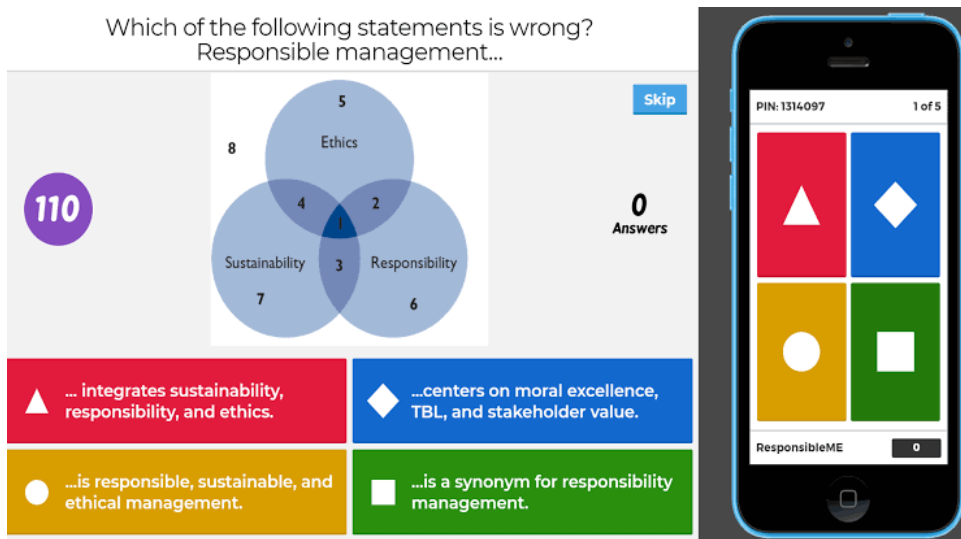 Which of the following statements is wrong?
Responsible management...
5
Ethics
8
4
2
1
Sustainability
3
Responsibility
7
6
110
Skip
0
Answers
... integrates sustainability,
responsibility, and ethics.
...centers on moral excellence,
TBL, and stakeholder value.
...is responsible, sustainable, and
ethical management.
...is a synonym for responsibility
management.
PIN: 1314097
1 of 5
ResponsibleME
0